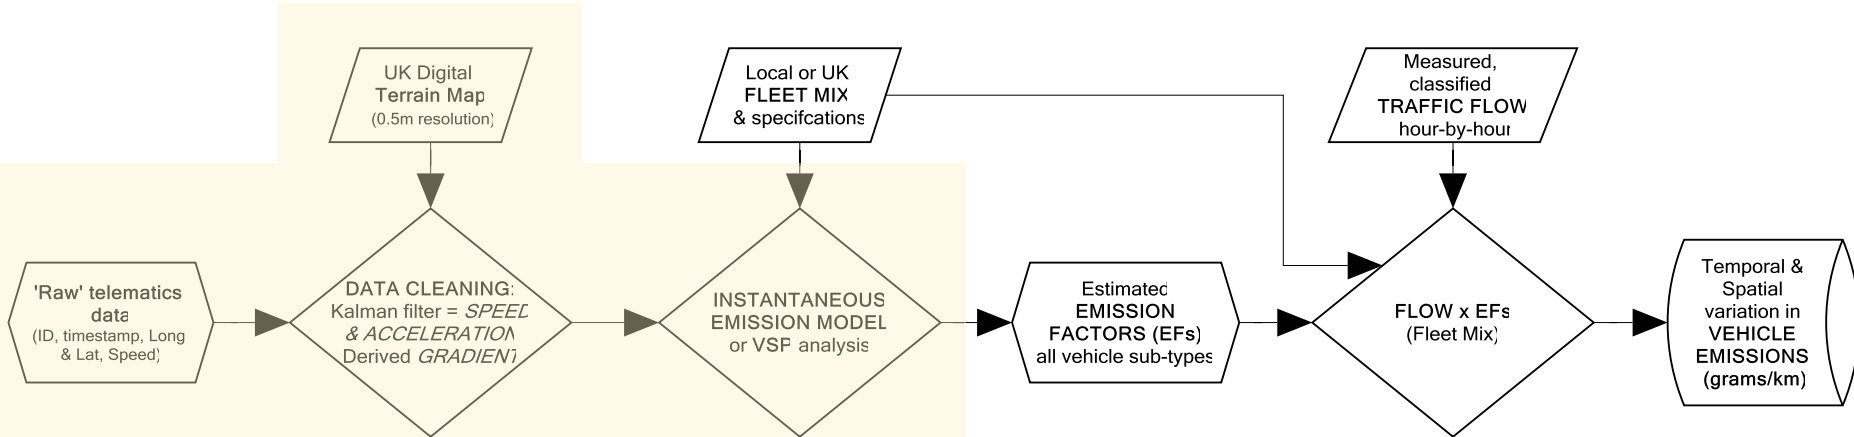 UK Digital
Terrain Map
(0.5m resolution)
Local or UK
FLEET MIX
& specifcations
Measured,
classified
TRAFFIC FLOW
hour-by-hour
'Raw' telematics
data
(ID, timestamp, Long
& Lat, Speed)
DATA CLEANING:
Kalman filter = SPEED
& ACCELERATION
Derived GRADIENT
INSTANTANEOUS
EMISSION MODEL
or VSP analysis
Estimated
EMISSION
FACTORS (EFs)
all vehicle sub-types
FLOW x EFs
(Fleet Mix)
Temporal &
Spatial
variation in
VEHICLE
EMISSIONS
(grams/km)